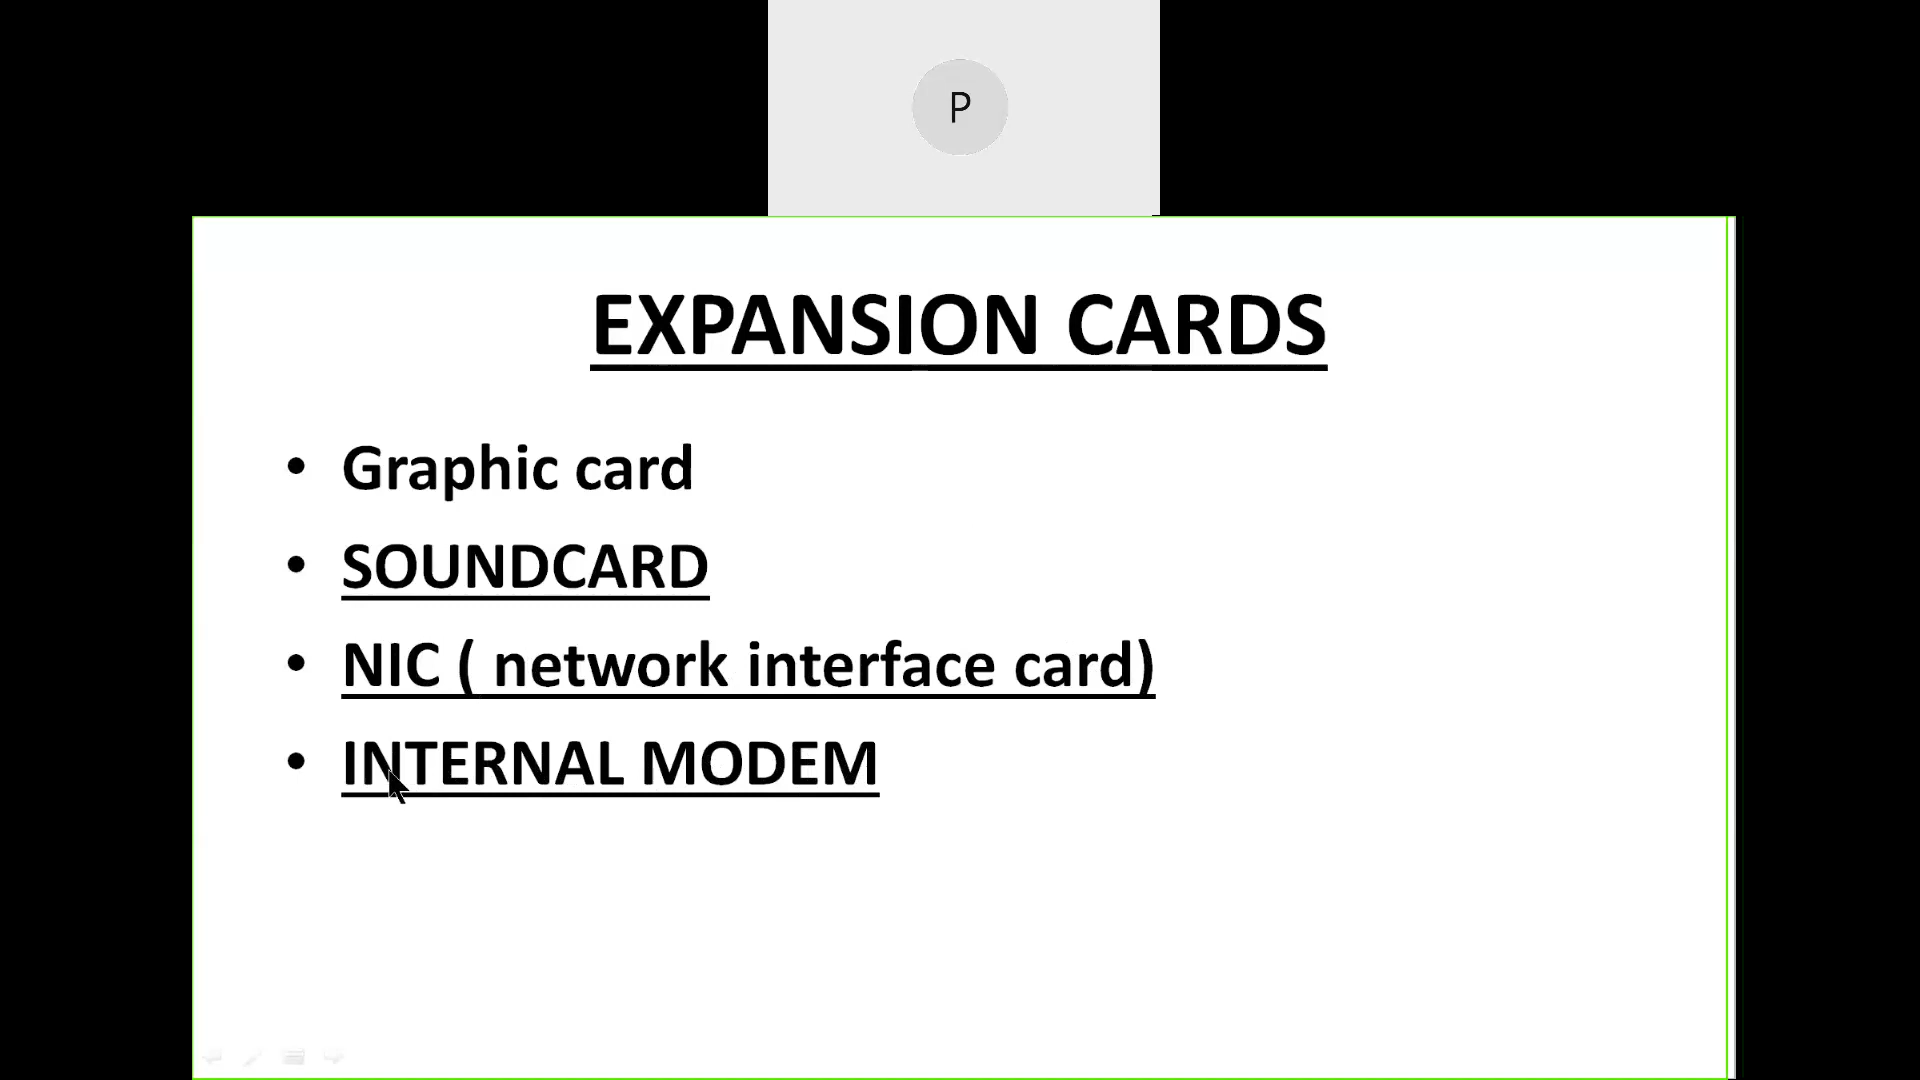 P
EXPANSION CARDS
• Graphic card
• SOUNDCARD
• NIC ( network interface card)
• INTERNAL MODEM